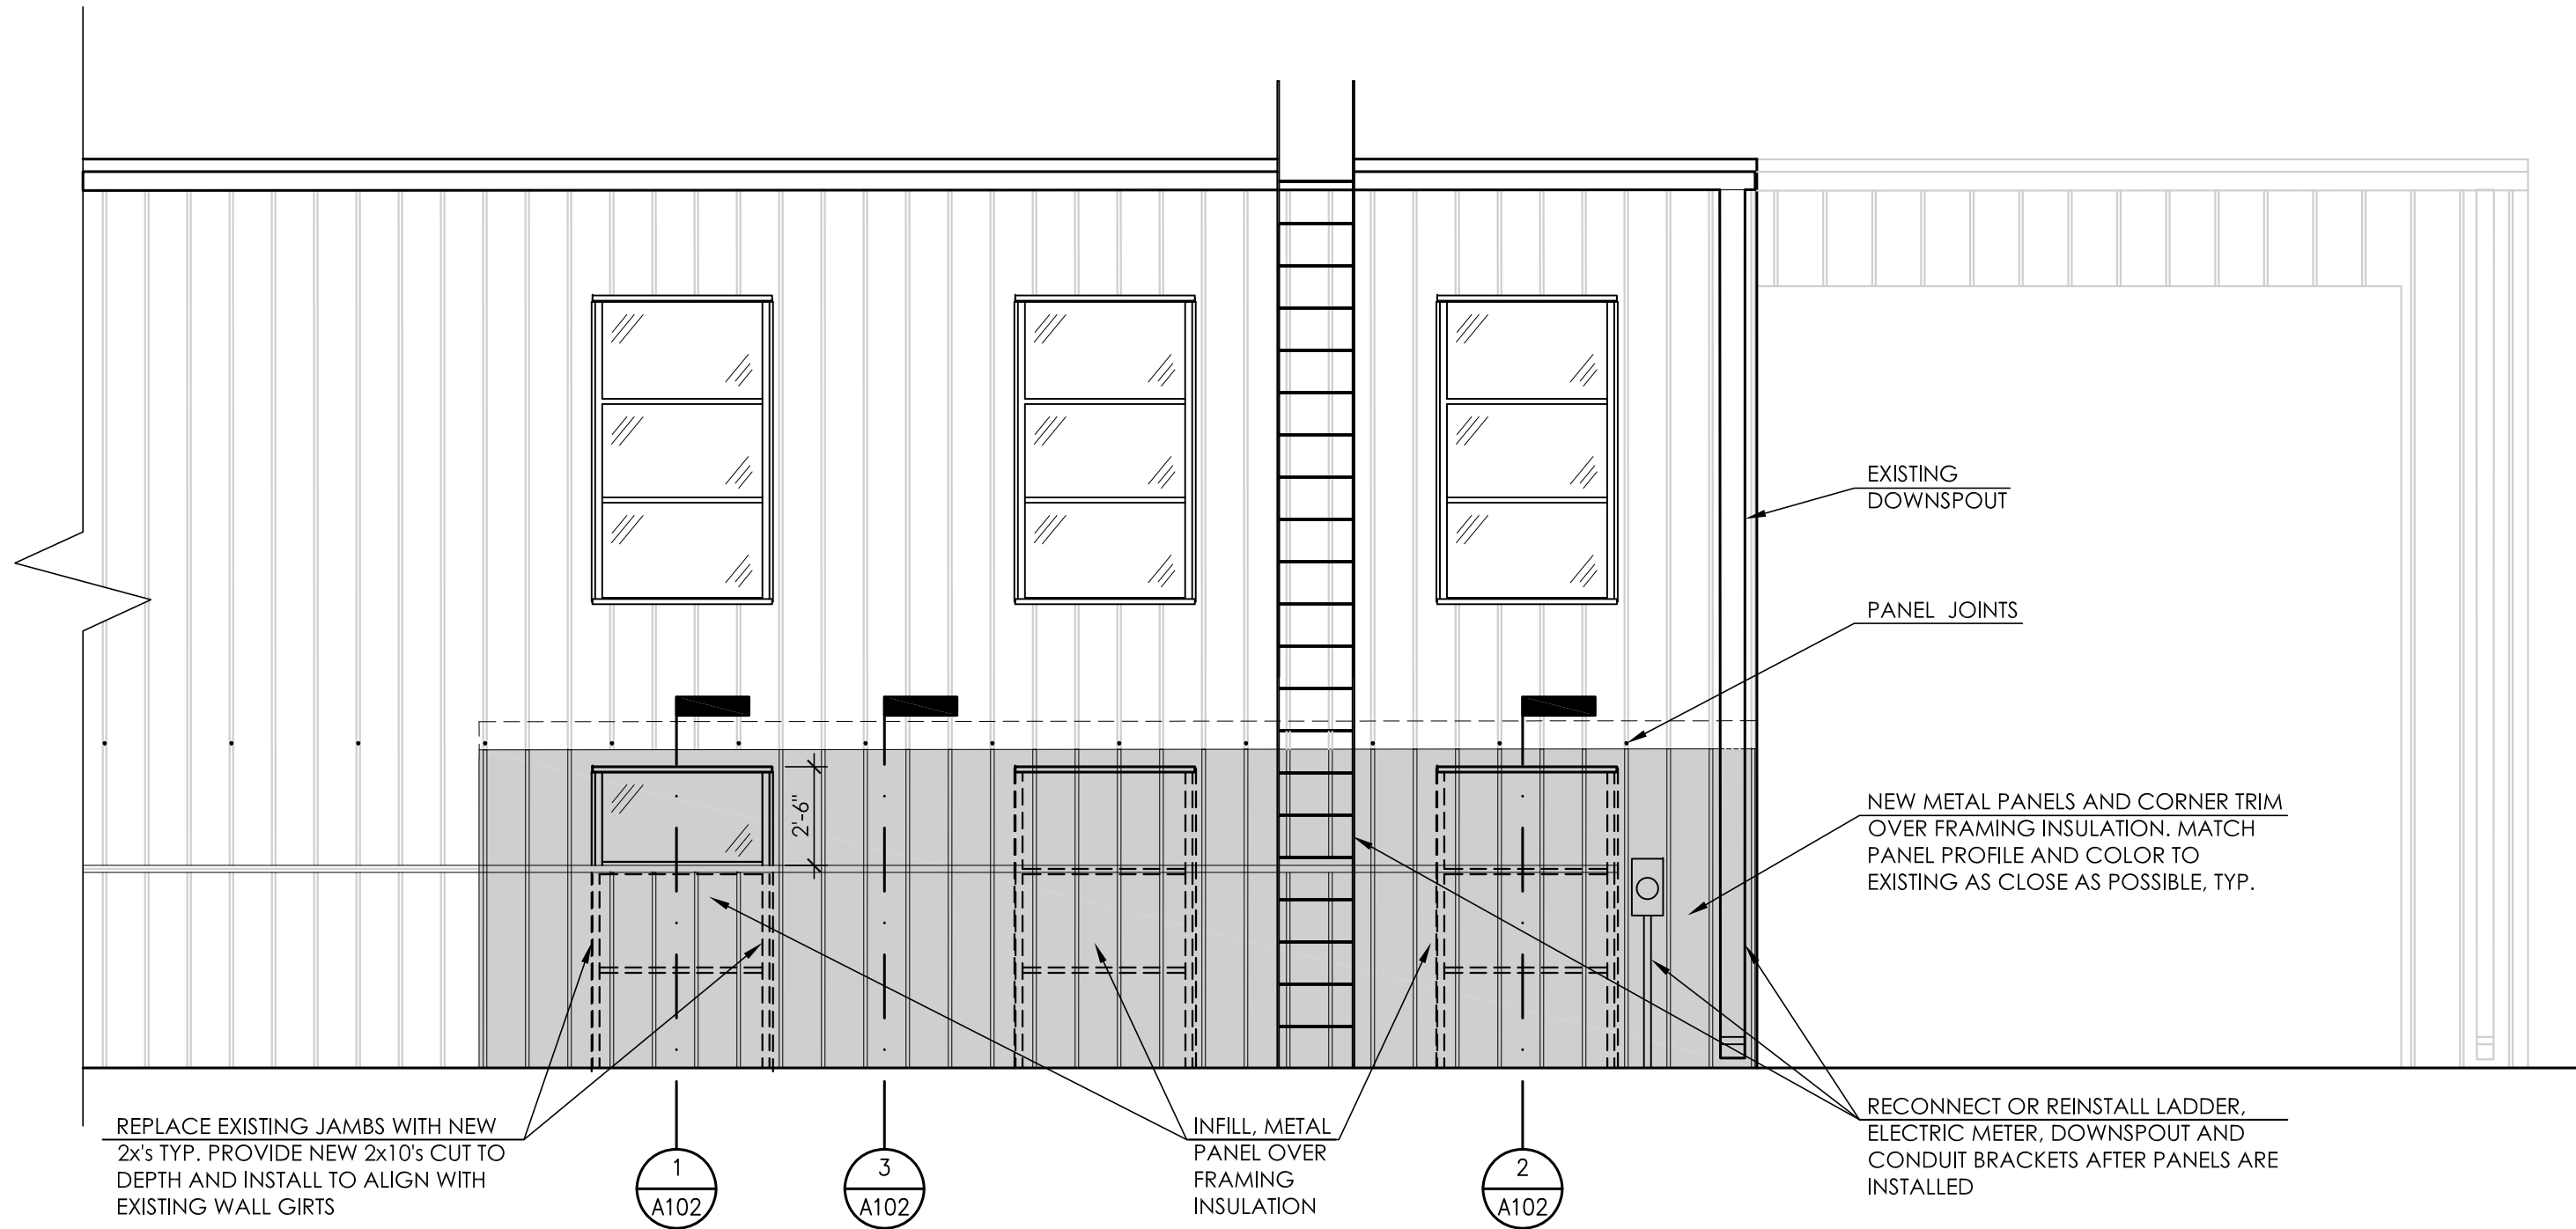 EXISTING
DOWNSPOUT
PANEL JOINTS
2'-6"
NEW METAL PANELS AND CORNER TRIM
OVER FRAMING INSULATION. MATCH
PANEL PROFILE AND COLOR TO
EXISTING AS CLOSE AS POSSIBLE, TYP.
REPLACE EXISTING JAMBS WITH NEW
2x's TYP. PROVIDE NEW 2x10's CUT TO
DEPTH AND INSTALL TO ALIGN WITH
EXISTING WALL GIRTS
1
A102
3
A102
INFILL, METAL
PANEL OVER
FRAMING
INSULATION
2
A102
RECONNECT OR REINSTALL LADDER,
ELECTRIC METER, DOWNSPOUT AND
CONDUIT BRACKETS AFTER PANELS ARE
INSTALLED